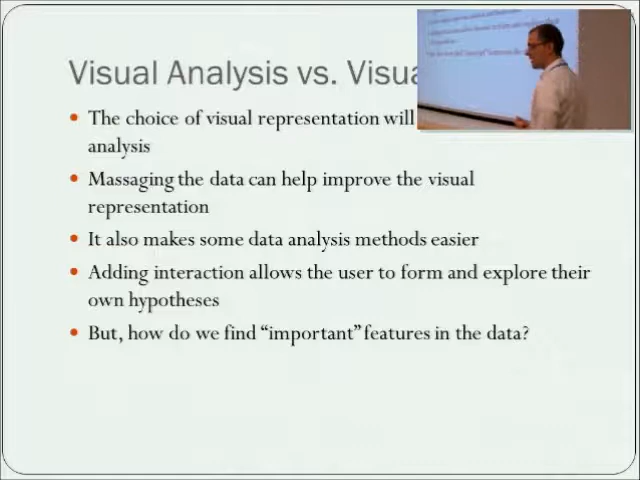 Visual Analysis vs. Visua
The choice of visual representation will
analysis
Massaging the data can help improve the visual
representation
It also makes some data analysis methods easier
Adding interaction allows the user to form and explore their
own hypotheses
But, how do we find “important” features in the data?